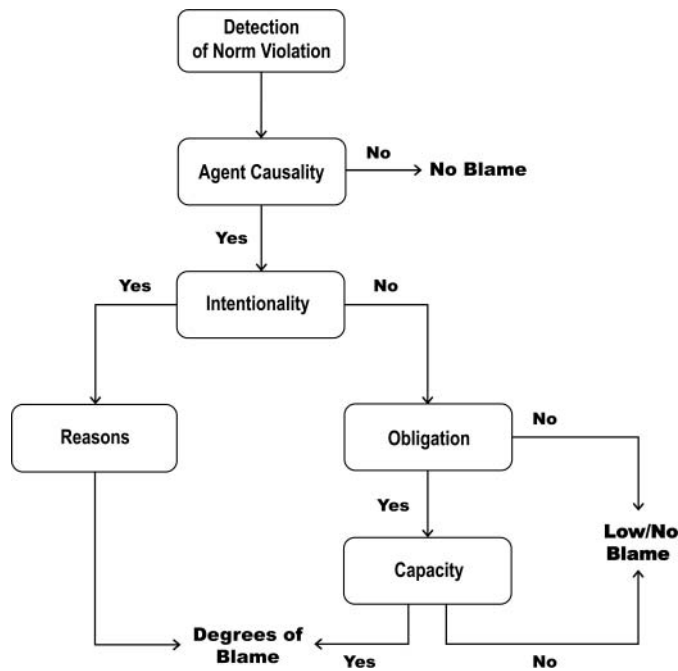 Detection
of Norm Violation
Agent Causality
No
No Blame
Yes
Yes
Intentionality
No
Reasons
Obligation
No
Yes
Low/No
Blame
Capacity
Degrees of
Blame
Yes
No